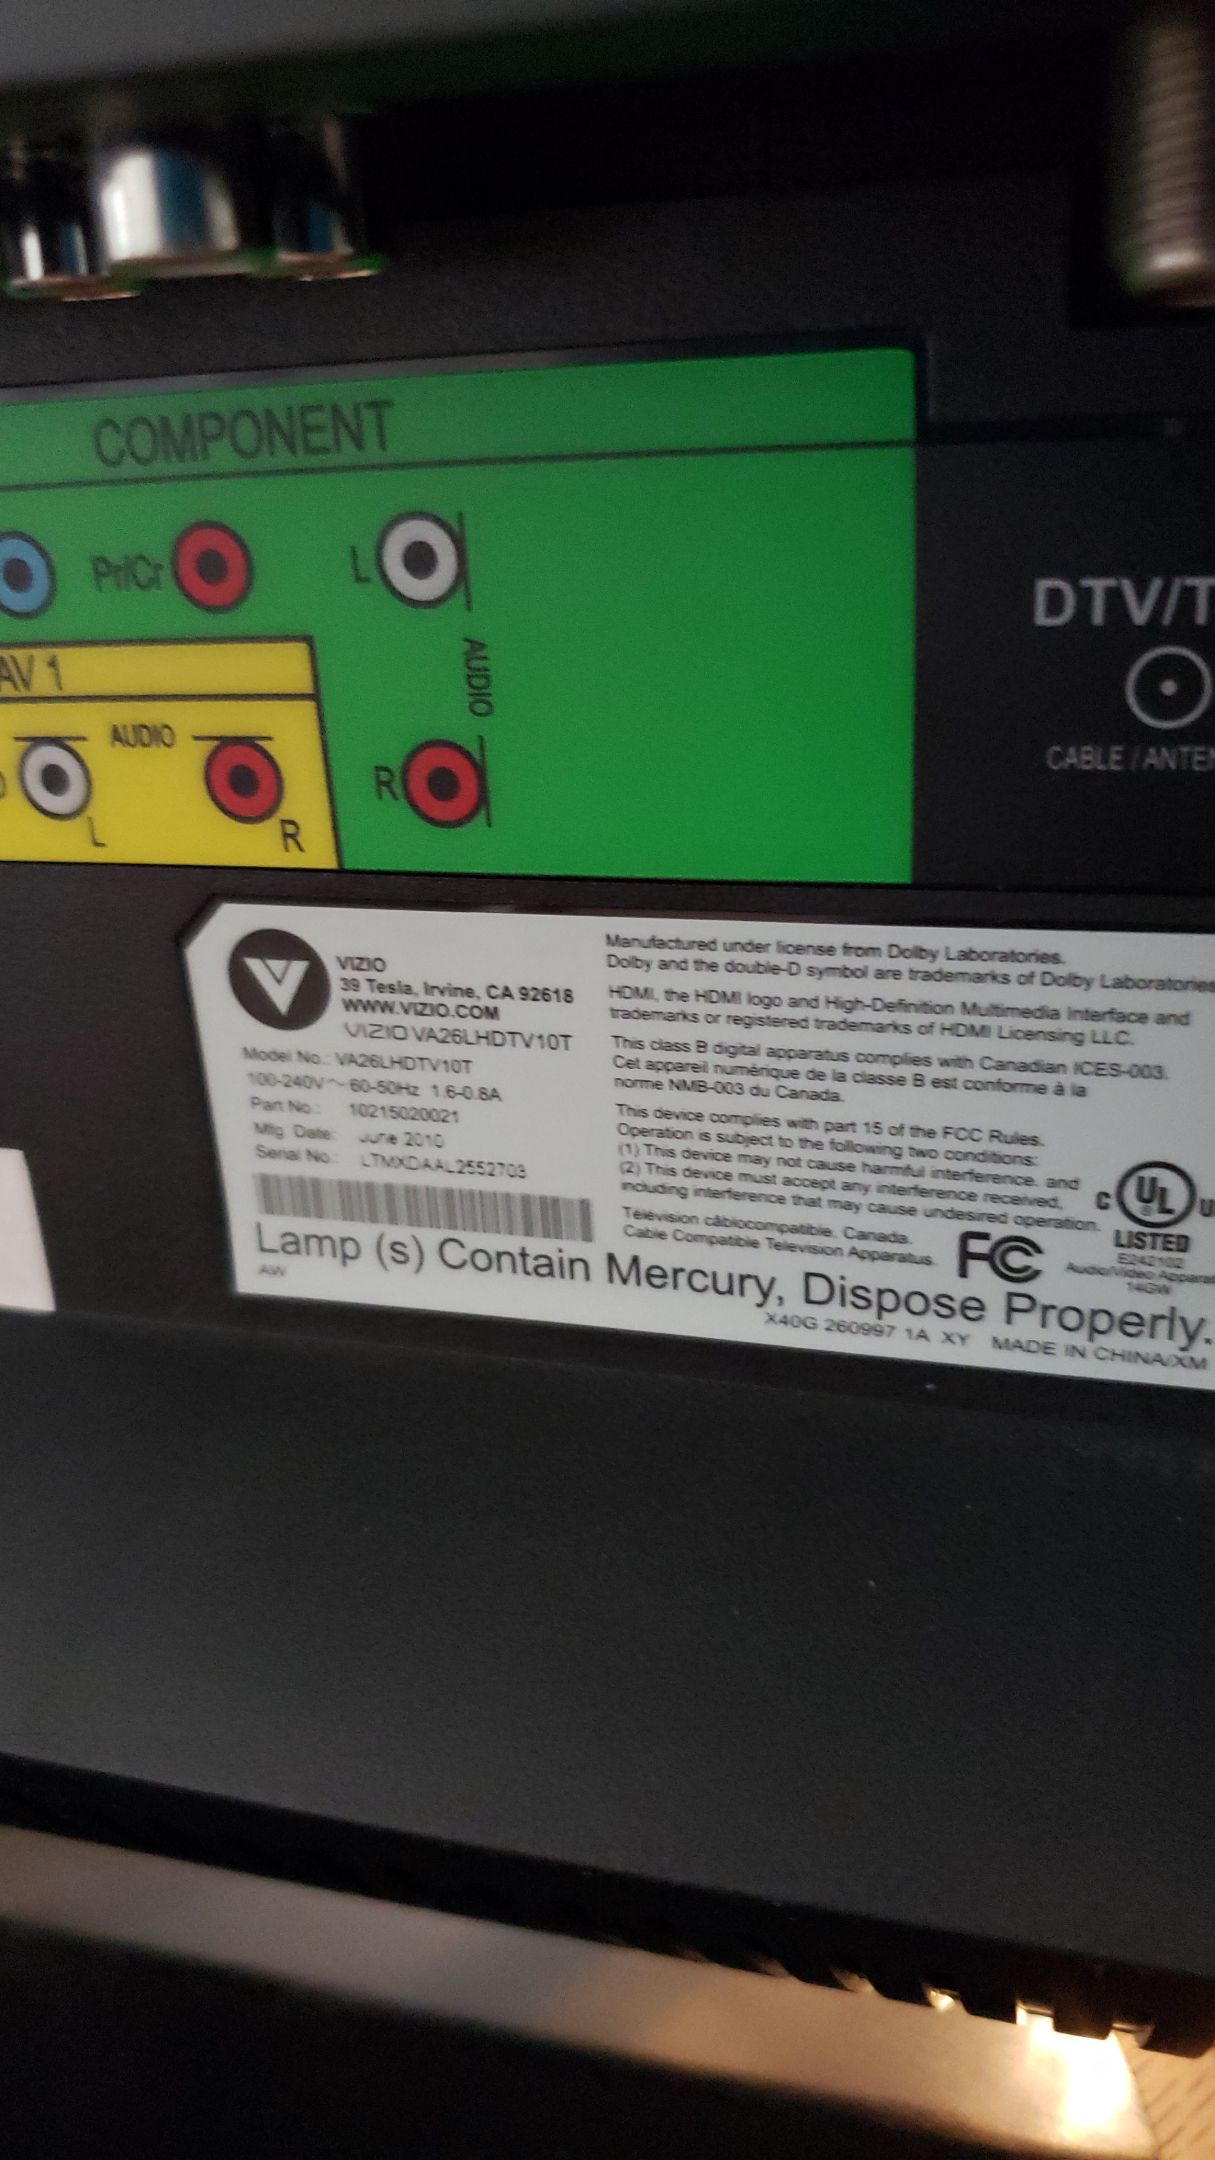 COMPONENT
Pr/Cr
L
AUDIO
R
AV 1
AUDIO
L
R
DTV/T
CABLE / ANTEN
VIZIO
39 Tesla, Irvine, CA 92618
WWW.VIZIO.COM
VIZIO VA26LHDTV10T
Model No.: VA26LHDTV10T
100-240V~ 60-50Hz 1.6-0.8A
Part No.: 10215020021
Mfg. Date: June 2010
Serial No.: LTMXDAAL2552703
Manufactured under license from Dolby Laboratories.
Dolby and the double-D symbol are trademarks of Dolby Laboratories
HDMI, the HDMI logo and High-Definition Multimedia Interface and
trademarks or registered trademarks of HDMI Licensing LLC.
This class B digital apparatus complies with Canadian ICES-003.
Cet appareil numérique de la classe B est conforme à la
norme NMB-003 du Canada.
This device complies with part 15 of the FCC Rules.
Operation is subject to the following two conditions:
(1) This device may not cause harmful interference, and
(2) This device must accept any interference received,
including interference that may cause undesired operation.
Télévision câblocompatible, Canada.
Cable Compatible Television Apparatus.
FC
C UL U
LISTED
E242102
Audio/Video Apparat
14GW
Lamp (s) Contain Mercury, Dispose Properly.
AW
X40G 260997 1A XY MADE IN CHINA/XM